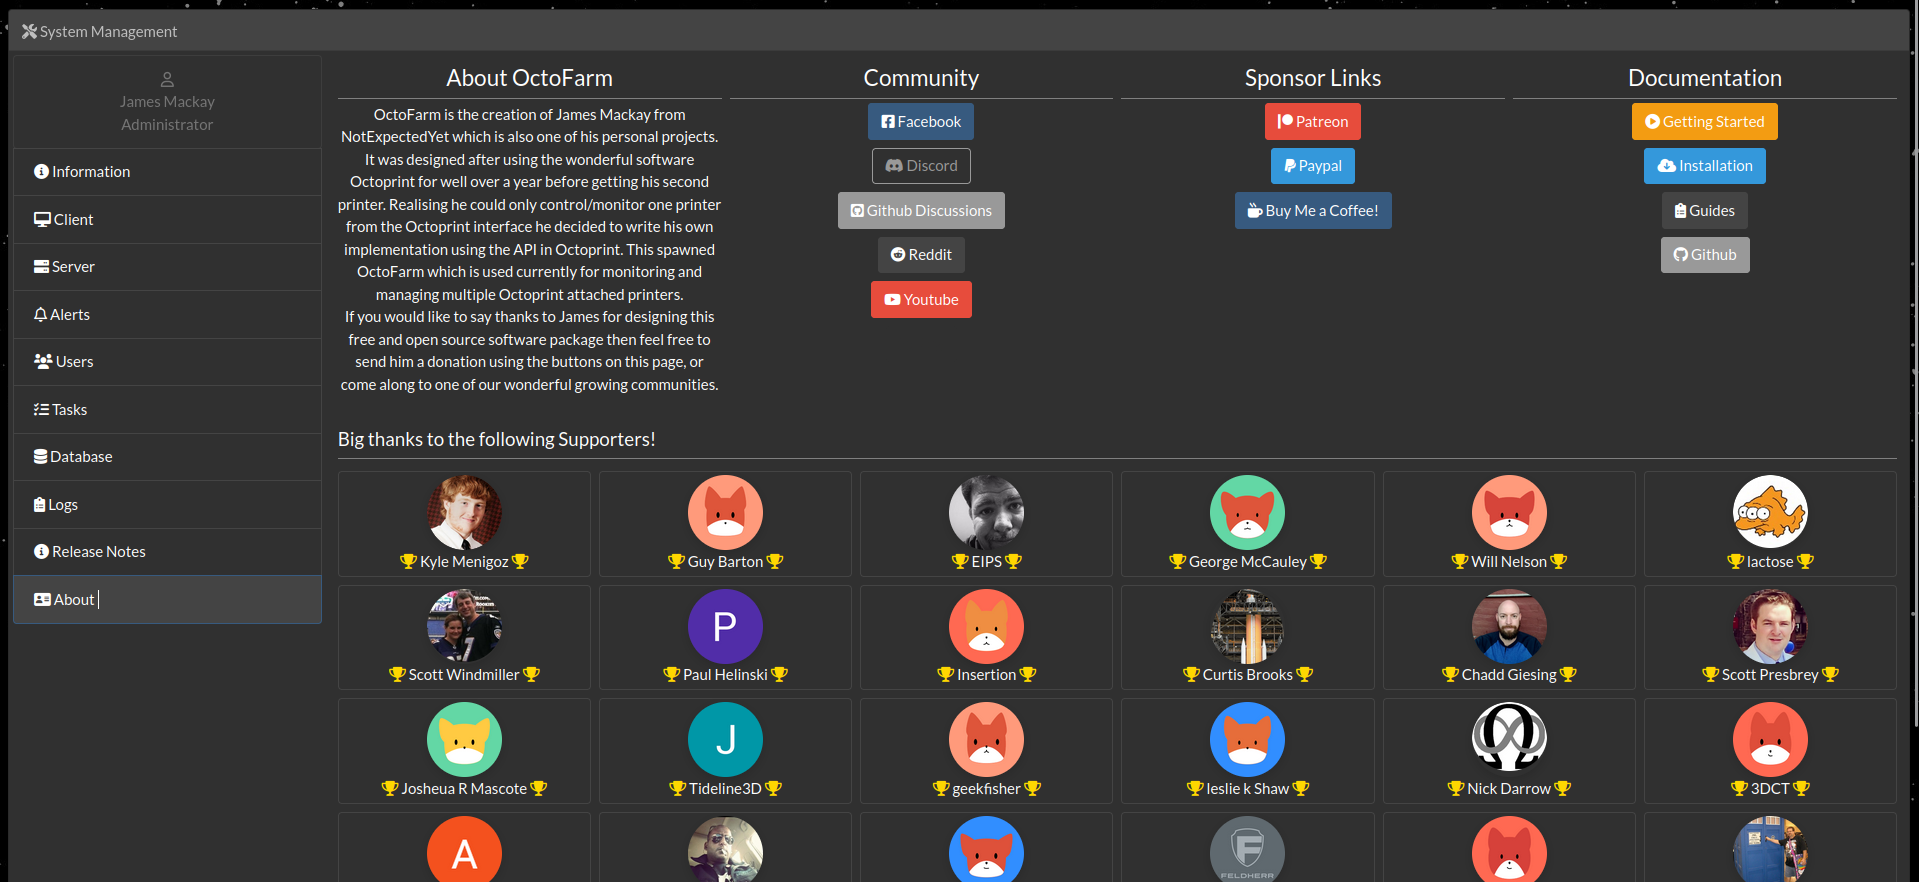 System Management
James Mackay
Administrator
Information
Client
Server
Alerts
Users
Tasks
Database
Logs
Release Notes
About
About OctoFarm
OctoFarm is the creation of James Mackay from
NotExpectedYet which is also one of his personal projects.
It was designed after using the wonderful software
Octoprint for well over a year before getting his second
printer. Realising he could only control/monitor one printer
from the Octoprint interface he decided to write his own
implementation using the API in Octoprint. This spawned
OctoFarm which is used currently for monitoring and
managing multiple Octoprint attached printers.
If you would like to say thanks to James for designing this
free and open source software package then feel free to
send him a donation using the buttons on this page, or
come along to one of our wonderful growing communities.
Community
Facebook
Discord
Github Discussions
Reddit
Youtube
Sponsor Links
Patreon
Paypal
Buy Me a Coffee!
Documentation
Getting Started
Installation
Guides
Github
Big thanks to the following Supporters!
Kyle Menigoz
Guy Barton
EIPS
George McCauley
Will Nelson
lactose
Scott Windmiller
P
Paul Helinski
Insertion
Curtis Brooks
Chadd Giesing
Scott Presbrey
Josheua R Mascote
J
Tideline3D
geekfisher
leslie k Shaw
Nick Darrow
3DCT
A
F
FELDHERR